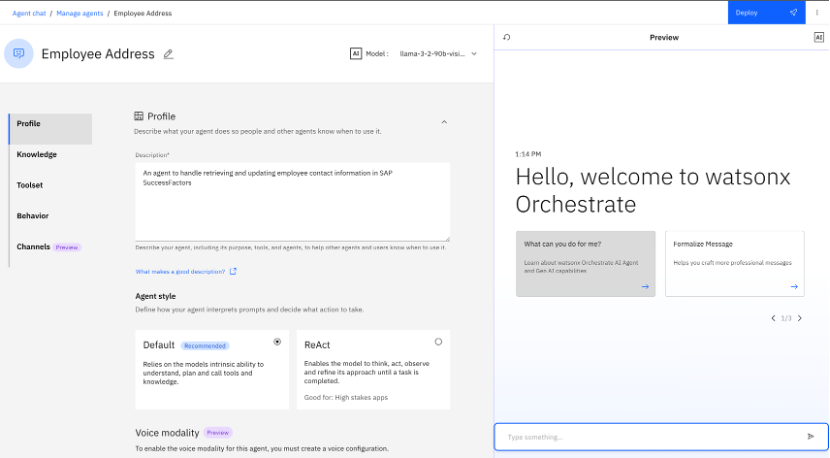 Agent chat / Manage agents / Employee Address
Deploy
Employee Address
AI Model : llama-3-2-90b-visi...
Preview
AI
Profile
Knowledge
Toolset
Behavior
Channels Preview
Profile
Describe what your agent does so people and other agents know when to use it.
Description*
An agent to handle retrieving and updating employee contact information in SAP
SuccessFactors
Describe your agent, including its purpose, tools, and agents, to help other agents and users know when to use it.
What makes a good description?
Agent style
Define how your agent interprets prompts and decide what action to take.
Default Recommended
Relies on the models intrinsic ability to
understand, plan and call tools and
knowledge.
ReAct
Enables the model to think, act, observe
and refine its approach until a task is
completed.
Good for: High stakes apps
Voice modality Preview
To enable the voice modality for this agent, you must create a voice configuration.
1:14 PM
Hello, welcome to watsonx
Orchestrate
What can you do for me?
Learn about watsonx Orchestrate AI Agent
and Gen AI capabilities
Formalize Message
Helps you craft more professional messages
1/3
Type something...